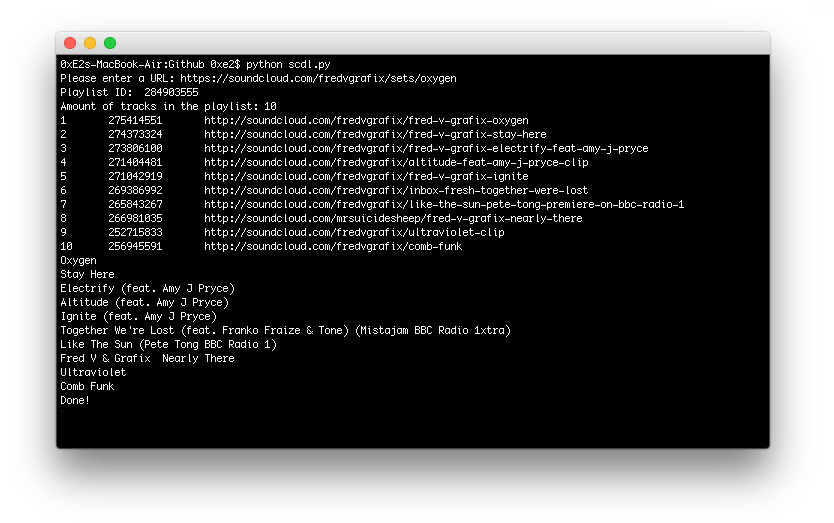 0xE2s-MacBook-Air:Github 0xe2$ python scdl.py
Please enter a URL: https://soundcloud.com/fredvgrafix/sets/oxygen
Playlist ID:  284903555
Amount of tracks in the playlist: 10
1 275414551 http://soundcloud.com/fredvgrafix/fred-v-grafix-oxygen
2 274373324 http://soundcloud.com/fredvgrafix/fred-v-grafix-stay-here
3 273806100 http://soundcloud.com/fredvgrafix/fred-v-grafix-electrify-feat-amy-j-pryce
4 271404481 http://soundcloud.com/fredvgrafix/altitude-feat-amy-j-pryce-clip
5 271042919 http://soundcloud.com/fredvgrafix/fred-v-grafix-ignite
6 269386992 http://soundcloud.com/fredvgrafix/inbox-fresh-together-were-lost
7 265843267 http://soundcloud.com/fredvgrafix/like-the-sun-pete-tong-premiere-on-bbc-radio-1
8 266981035 http://soundcloud.com/mrsuicidesheep/fred-v-grafix-nearly-there
9 252715833 http://soundcloud.com/fredvgrafix/ultraviolet-clip
10 256945591 http://soundcloud.com/fredvgrafix/comb-funk
Oxygen
Stay Here
Electrify (feat. Amy J Pryce)
Altitude (feat. Amy J Pryce)
Ignite (feat. Amy J Pryce)
Together We're Lost (feat. Franko Fraize & Tone) (Mistajam BBC Radio 1xtra)
Like The Sun (Pete Tong BBC Radio 1)
Fred V & Grafix  Nearly There
Ultraviolet
Comb Funk
Done!